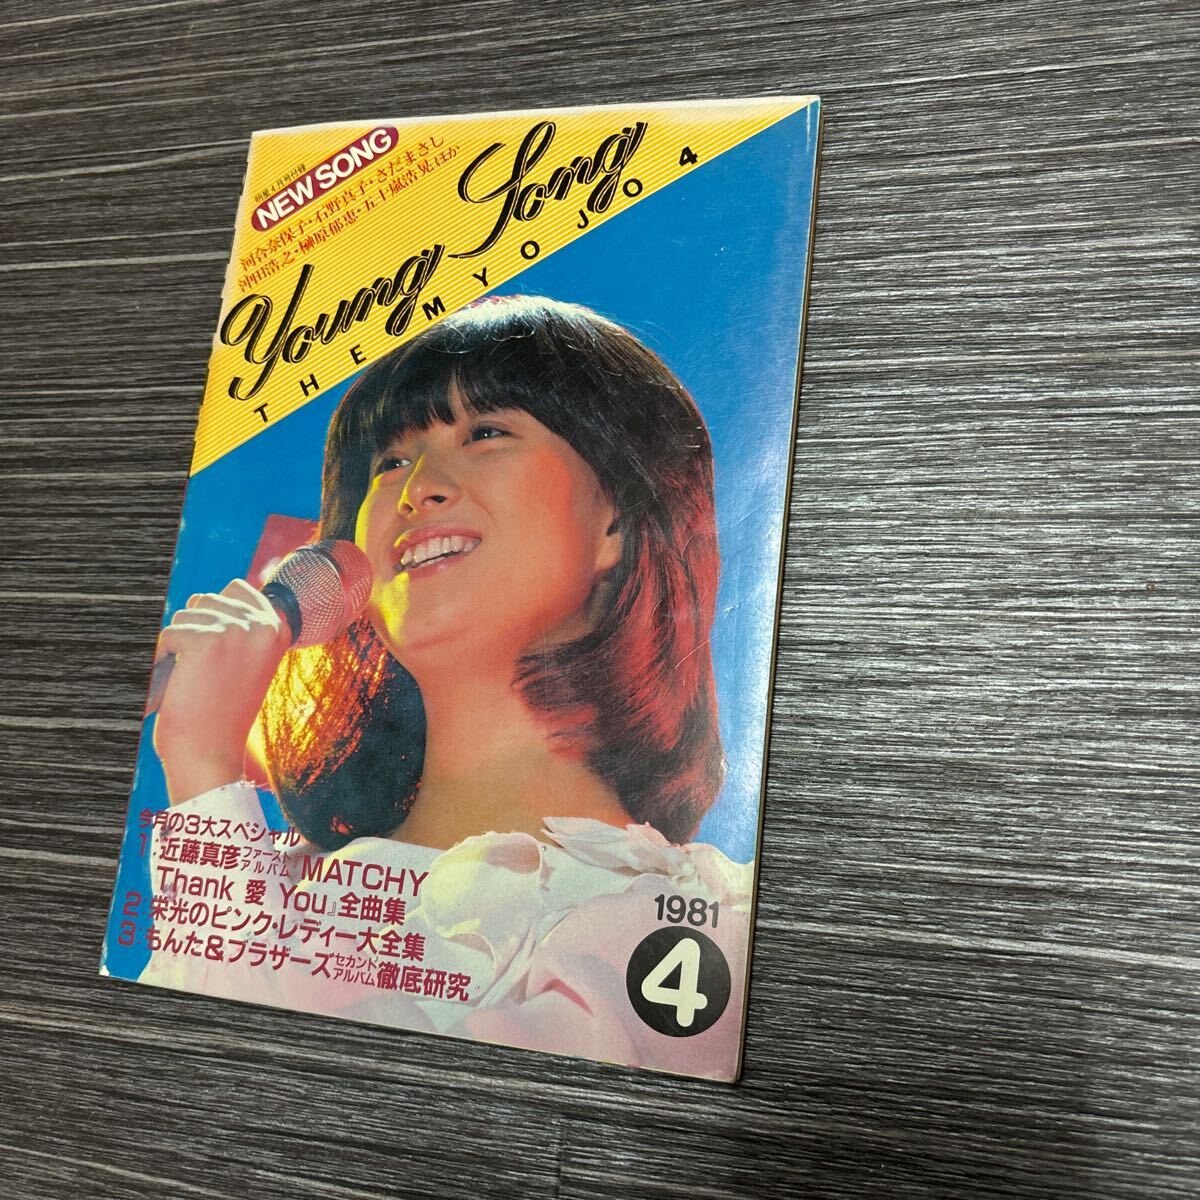 明星4月号付録
NEW SONG
河合奈保子・石野真子・さだまさし
沖田浩之・榊原郁恵・五十嵐浩晃ほか
Young Song
THE MYOJO 4
今月の3大スペシャル
1:近藤真彦ファーストアルバム『MATCHY
Thank 愛 You』全曲集
2:栄光のピンク・レディー大全集
3:もんた&ブラザーズセカンドアルバム徹底研究
1981
4